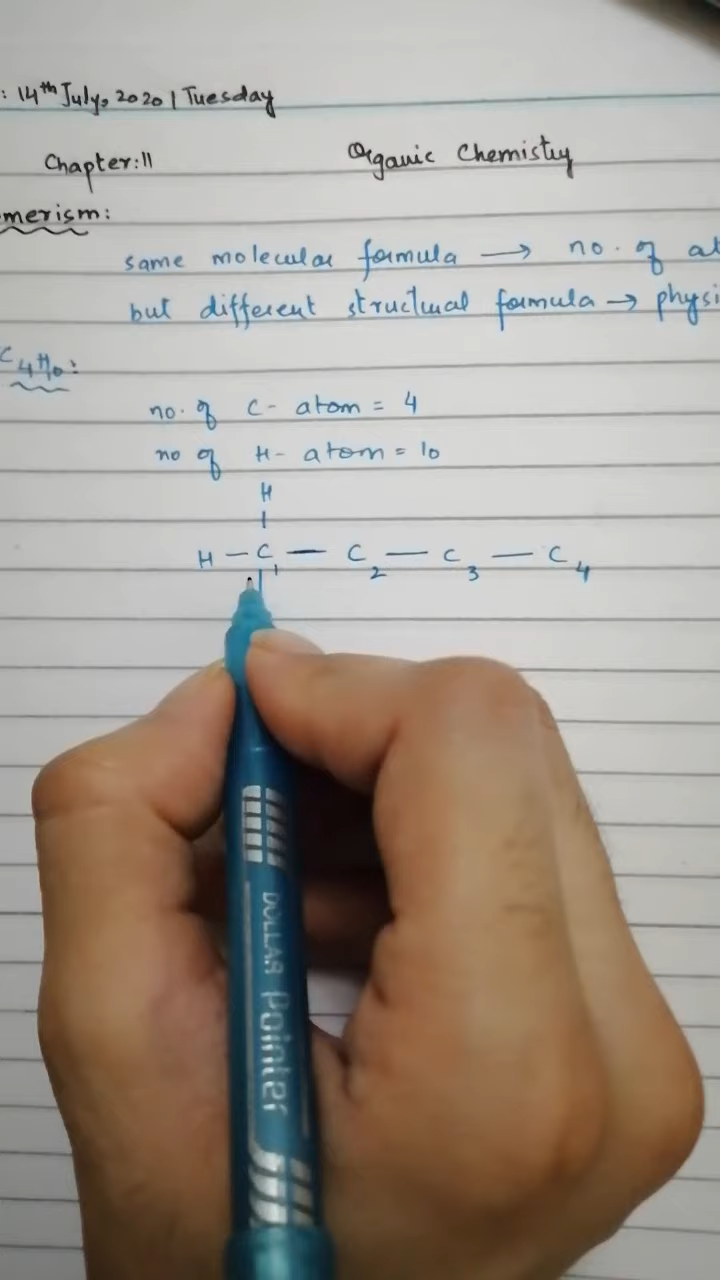 : 14th July, 2020 | Tuesday
Chapter:11 Organic Chemistry
merism:
same molecular formula → no. of at
but different structural formula → physi
C4H10:
no. of C- atom = 4
no of H- atom = 10
H
H - C1 - C2 - C3 - C4
DOLLAR Pointer